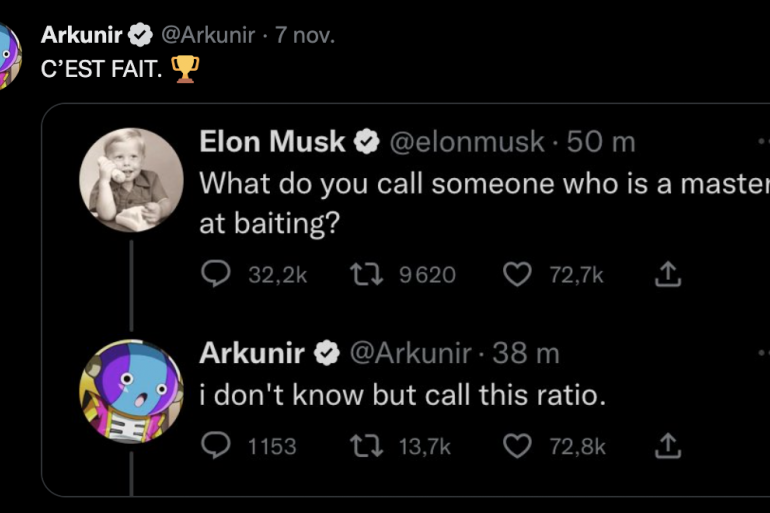 Arkunir @Arkunir · 7 nov.
C’EST FAIT. 🏆
Elon Musk @elonmusk · 50 m
What do you call someone who is a master
at baiting?
32,2k 9 620 72,7k
Arkunir @Arkunir · 38 m
i don't know but call this ratio.
1 153 13,7k 72,8k